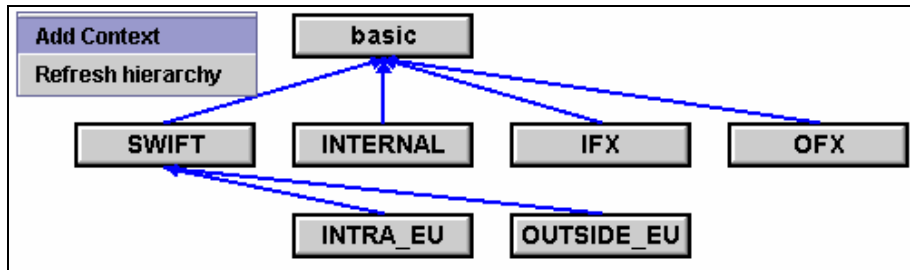 Add Context
Refresh hierarchy
basic
SWIFT
INTERNAL
IFX
OFX
INTRA_EU
OUTSIDE_EU